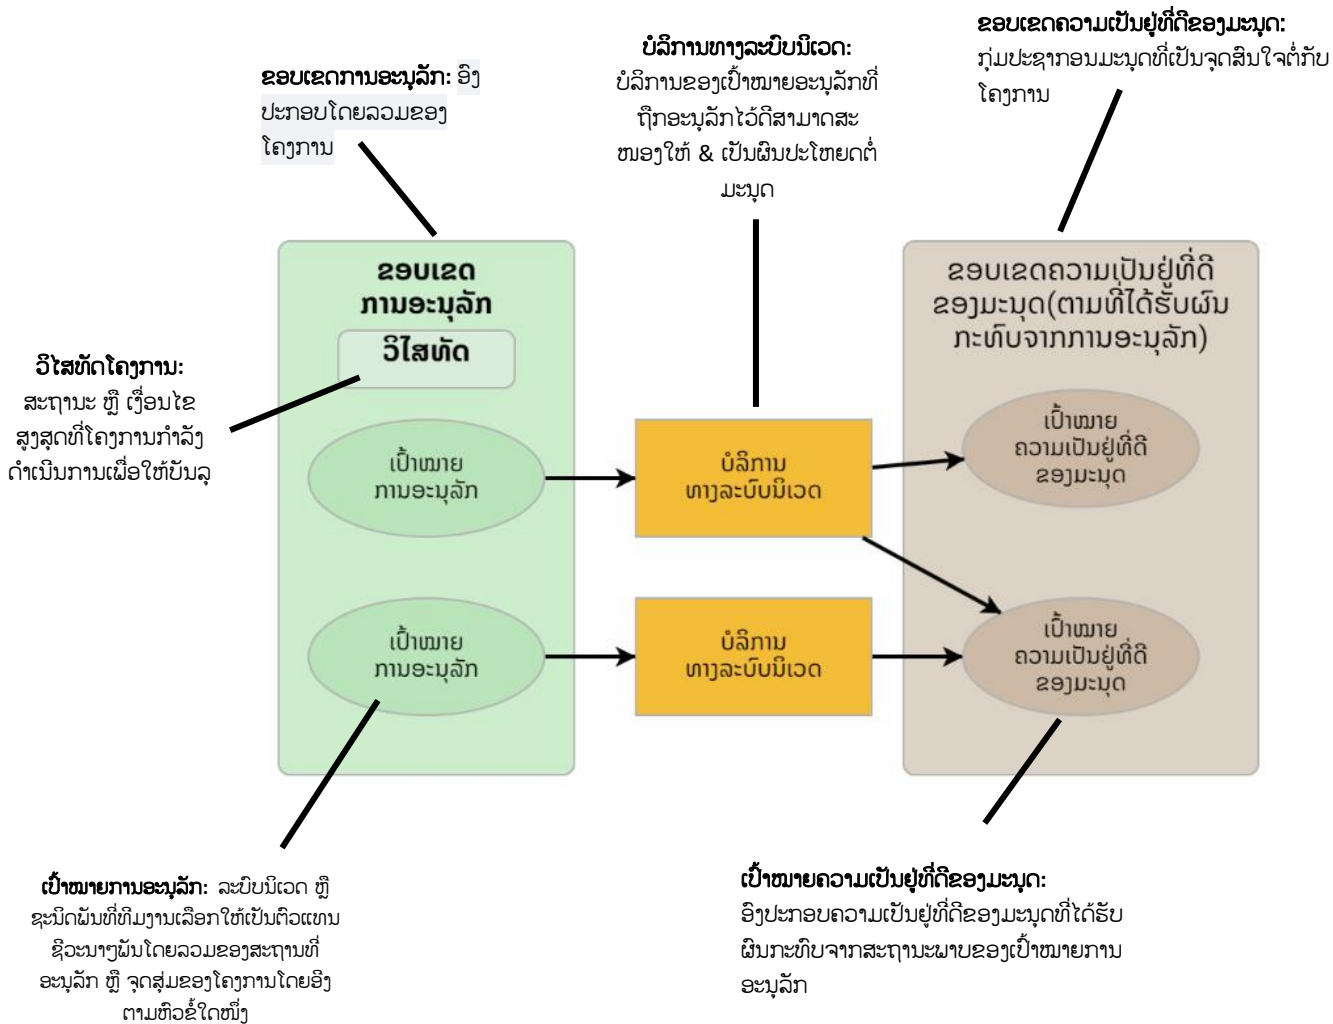 ຂອບເຂດຄວາມເປັນຢູ່ທີ່ດີຂອງມະນຸດ:
ກຸ່ມປະຊາກອນມະນຸດທີ່ເປັນຈຸດສົນໃຈຕໍ່ກັບ
ໂຄງການ
ບໍລິການທາງລະບົບນິເວດ:
ບໍລິການຂອງເປົ້າໝາຍອະນຸລັກທີ່
ຖືກອະນຸລັກໄວ້ດີສາມາດສະ
ໜອງໃຫ້ & ເປັນຜົນປະໂຫຍດຕໍ່
ມະນຸດ
ຂອບເຂດການອະນຸລັກ: ອົງ
ປະກອບໂດຍລວມຂອງ
ໂຄງການ
ຂອບເຂດ
ການອະນຸລັກ
ວິໄສທັດ
ຂອບເຂດຄວາມເປັນຢູ່ທີ່ດີ
ຂອງມະນຸດ(ຕາມທີ່ໄດ້ຮັບຜົນ
ກະທົບຈາກການອະນຸລັກ)
ວິໄສທັດໂຄງການ:
ສະຖານະ ຫຼື ເງື່ອນໄຂ
ສູງສຸດທີ່ໂຄງການກຳລັງ
ດຳເນີນການເພື່ອໃຫ້ບັນລຸ
ເປົ້າໝາຍ
ການອະນຸລັກ
ບໍລິການ
ທາງລະບົບນິເວດ
ເປົ້າໝາຍ
ຄວາມເປັນຢູ່ທີ່ດີ
ຂອງມະນຸດ
ເປົ້າໝາຍ
ການອະນຸລັກ
ບໍລິການ
ທາງລະບົບນິເວດ
ເປົ້າໝາຍ
ຄວາມເປັນຢູ່ທີ່ດີ
ຂອງມະນຸດ
ເປົ້າໝາຍການອະນຸລັກ: ລະບົບນິເວດ ຫຼື
ຊະນິດພັນທີ່ທີມງານເລືອກໃຫ້ເປັນຕົວແທນ
ຊີວະນາໆພັນໂດຍລວມຂອງສະຖານທີ່
ອະນຸລັກ ຫຼື ຈຸດສຸ່ມຂອງໂຄງການໂດຍອີງ
ຕາມຫົວຂໍ້ໃດໜຶ່ງ
ເປົ້າໝາຍຄວາມເປັນຢູ່ທີ່ດີຂອງມະນຸດ:
ອົງປະກອບຄວາມເປັນຢູ່ທີ່ດີຂອງມະນຸດທີ່ໄດ້ຮັບ
ຜົນກະທົບຈາກສະຖານະພາບຂອງເປົ້າໝາຍການ
ອະນຸລັກ